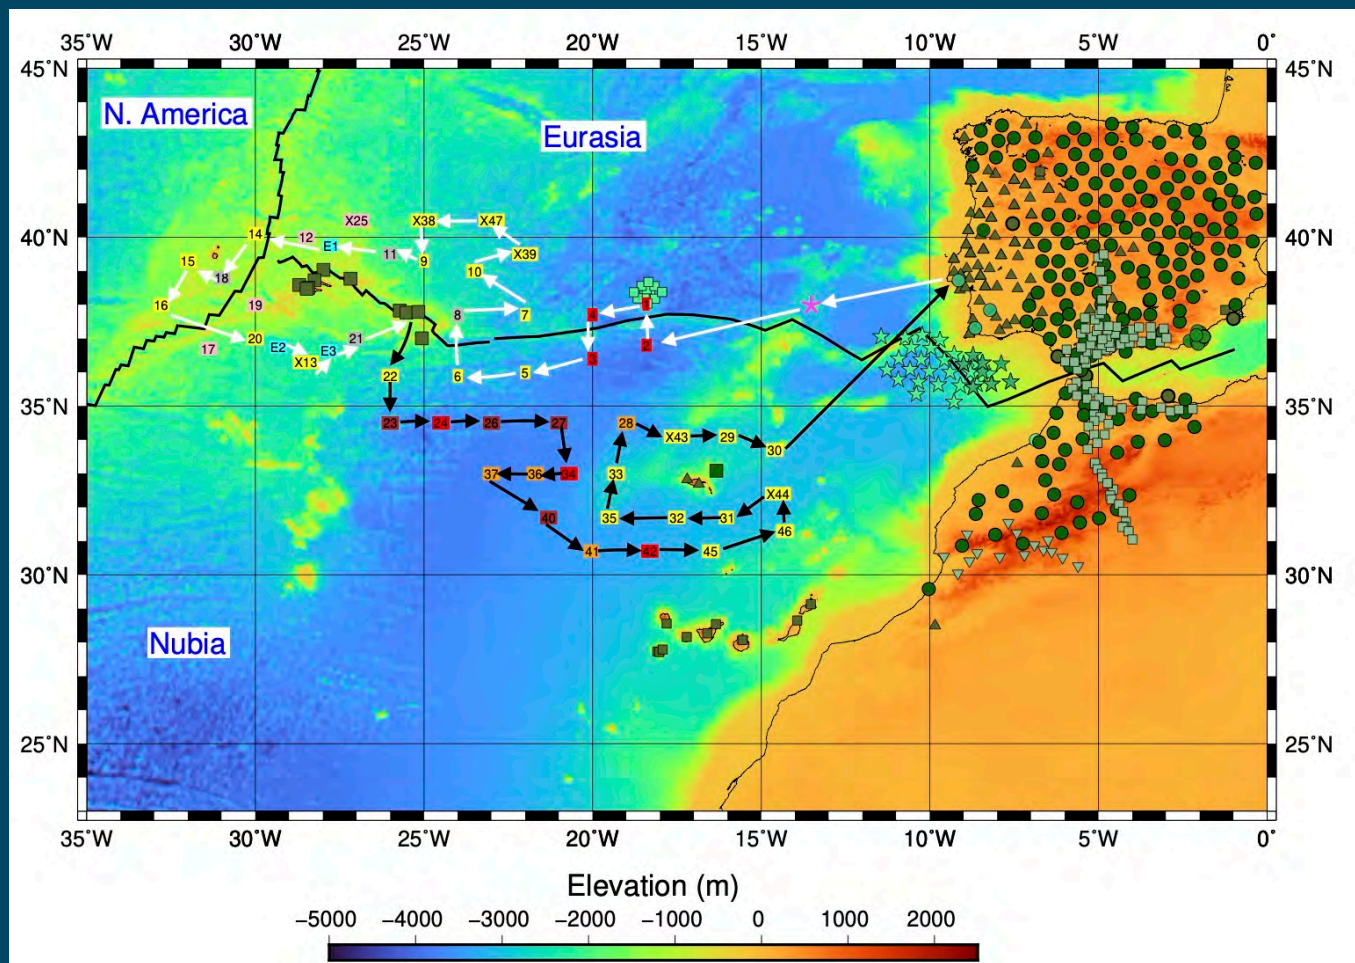 35˚W 30˚W 25˚W 20˚W 15˚W 10˚W 5˚W 0˚
45˚N 45˚N
N. America
Eurasia
X25 X38 X47
14 12 40˚N 40˚N
E1 11 9 X39
15 18 10
16 19 8 7 4 1
17 20 E2 E3 21 2
X13 3
22 6 5
35˚N 35˚N
23 24 26 27 28 X43 29 30
37 36 34 33
X44
40 35 32 31
46
41 42 45
30˚N 30˚N
Nubia
25˚N 25˚N
35˚W 30˚W 25˚W 20˚W 15˚W 10˚W 5˚W 0˚
Elevation (m)
−5000 −4000 −3000 −2000 −1000 0 1000 2000